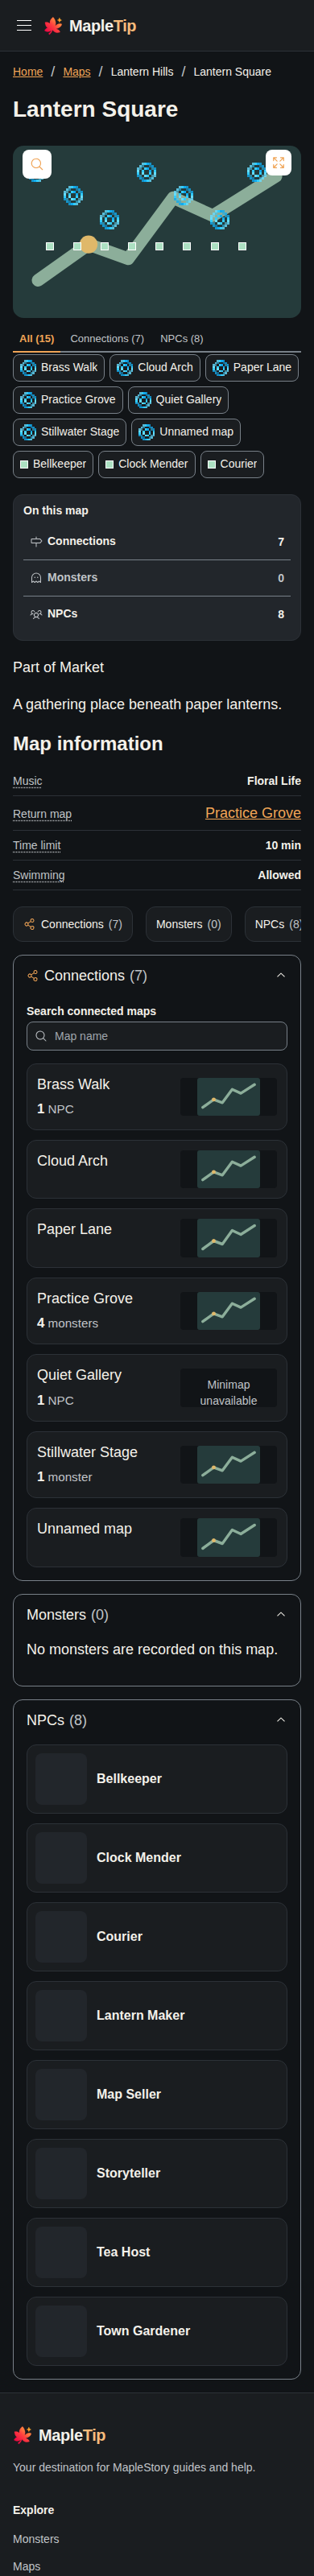 MapleTip
Home / Maps / Lantern Hills / Lantern Square
Lantern Square
All (15) Connections (7) NPCs (8)
Brass Walk Cloud Arch Paper Lane
Practice Grove Quiet Gallery
Stillwater Stage Unnamed map
Bellkeeper Clock Mender Courier
On this map
Connections 7
Monsters 0
NPCs 8
Part of Market
A gathering place beneath paper lanterns.
Map information
Music Floral Life
Return map Practice Grove
Time limit 10 min
Swimming Allowed
Connections (7) Monsters (0) NPCs (8)
Connections (7)
Search connected maps
Map name
Brass Walk
1 NPC
Cloud Arch
Paper Lane
Practice Grove
4 monsters
Quiet Gallery
1 NPC
Minimap
unavailable
Stillwater Stage
1 monster
Unnamed map
Monsters (0)
No monsters are recorded on this map.
NPCs (8)
Bellkeeper
Clock Mender
Courier
Lantern Maker
Map Seller
Storyteller
Tea Host
Town Gardener
MapleTip
Your destination for MapleStory guides and help.
Explore
Monsters
Maps